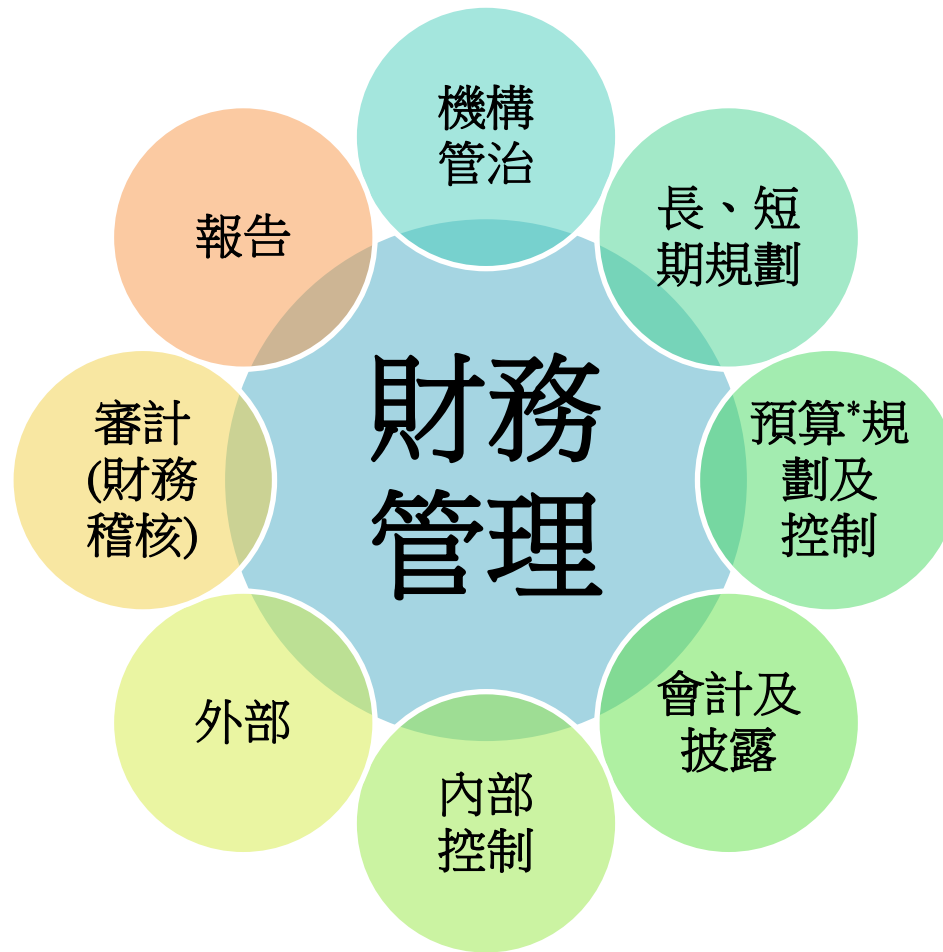 機構
管治
長、短
期規劃
預算*規
劃及
控制
會計及
披露
內部
控制
外部
審計
(財務
稽核)
報告
財務
管理